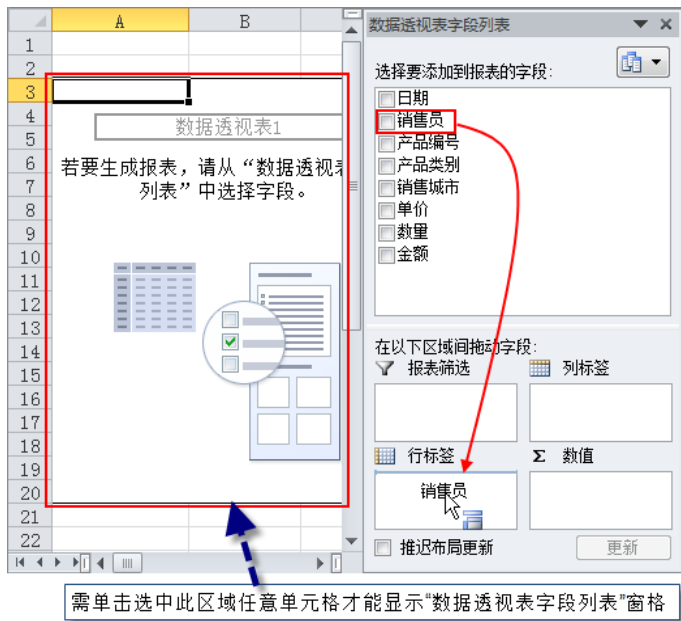 A B
数据透视表字段列表
1
2
选择要添加到报表的字段:
3
日期
4
销售员
数据透视表1
5
产品编号
6
若要生成报表，请从“数据透视表
产品类别
7
列表”中选择字段。
销售城市
8
单价
9
数量
10
金额
11
12
13
14
在以下区域间拖动字段:
15
报表筛选 列标签
16
17
18
行标签 Σ 数值
19
20
销售员
21
22
推迟布局更新 更新
需单击选中此区域任意单元格才能显示“数据透视表字段列表”窗格